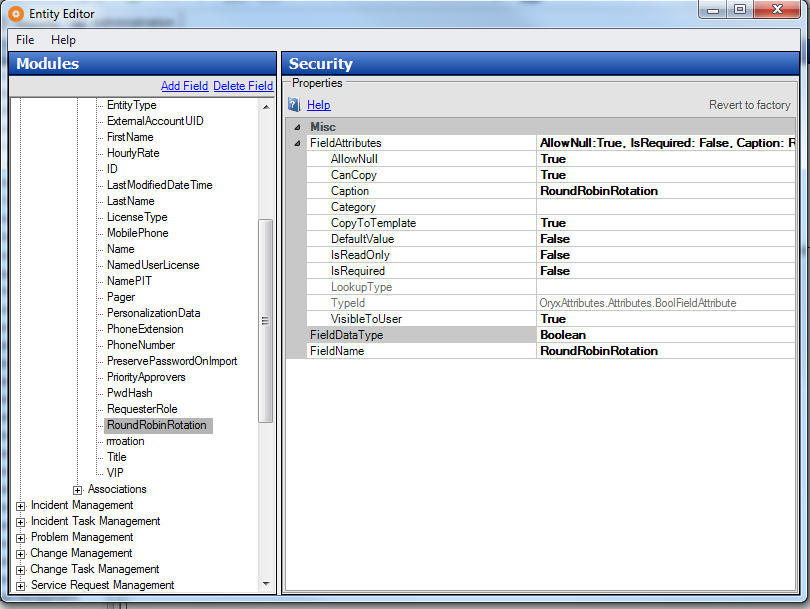 Entity Editor
File Help
Modules
Add Field Delete Field
EntityType
ExternalAccountUID
FirstName
HourlyRate
ID
LastModifiedDateTime
LastName
LicenseType
MobilePhone
Name
NamedUserLicense
NamePIT
Pager
PersonalizationData
PhoneExtension
PhoneNumber
PreservePasswordOnImport
PriorityApprovers
PwdHash
RequesterRole
RoundRobinRotation
rroation
Title
VIP
Associations
Incident Management
Incident Task Management
Problem Management
Change Management
Change Task Management
Service Request Management
Security
Properties
Help Revert to factory
Misc
FieldAttributes AllowNull:True, IsRequired: False, Caption: R
AllowNull True
CanCopy True
Caption RoundRobinRotation
Category
CopyToTemplate True
DefaultValue False
IsReadOnly False
IsRequired False
LookupType
TypeId OryxAttributes.Attributes.BoolFieldAttribute
VisibleToUser True
FieldDataType Boolean
FieldName RoundRobinRotation